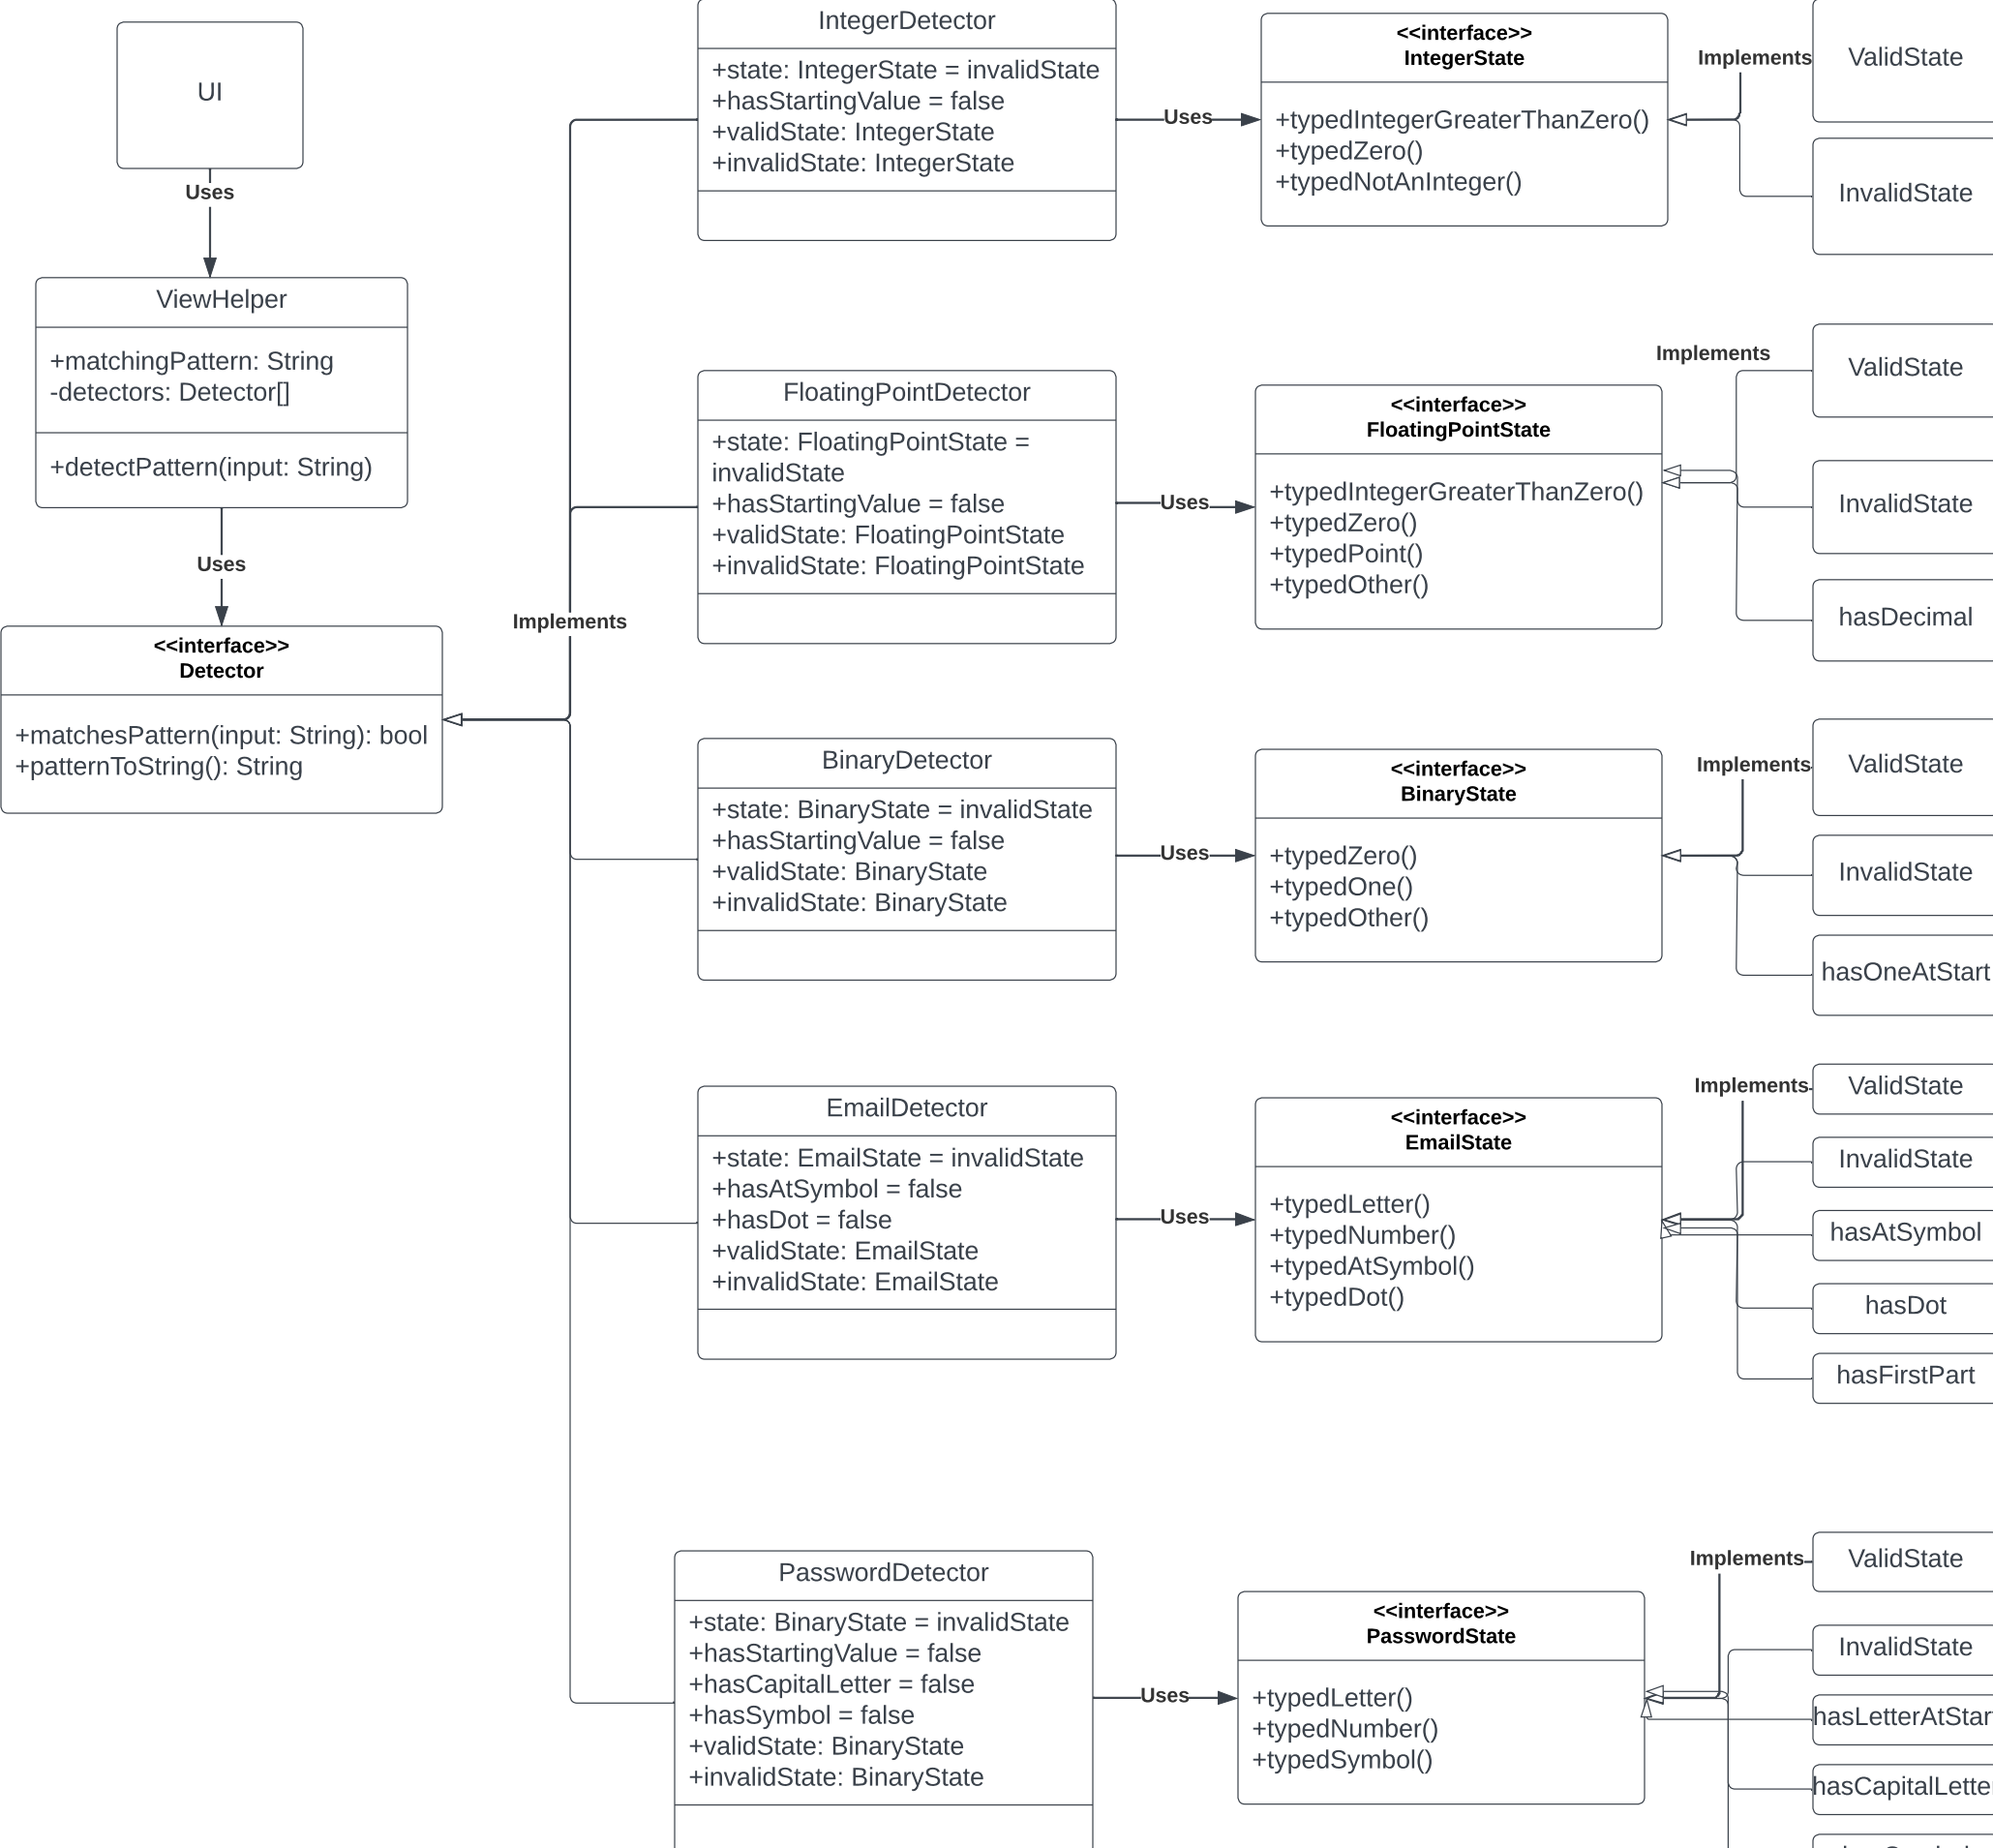 UI
Uses
ViewHelper
+matchingPattern: String
-detectors: Detector[]
+detectPattern(input: String)
Uses
<<interface>>
Detector
+matchesPattern(input: String): bool
+patternToString(): String
Implements
IntegerDetector
+state: IntegerState = invalidState
+hasStartingValue = false
+validState: IntegerState
+invalidState: IntegerState
Uses
<<interface>>
IntegerState
+typedIntegerGreaterThanZero()
+typedZero()
+typedNotAnInteger()
Implements
ValidState
InvalidState
FloatingPointDetector
+state: FloatingPointState =
invalidState
+hasStartingValue = false
+validState: FloatingPointState
+invalidState: FloatingPointState
Uses
<<interface>>
FloatingPointState
+typedIntegerGreaterThanZero()
+typedZero()
+typedPoint()
+typedOther()
Implements
ValidState
InvalidState
hasDecimal
BinaryDetector
+state: BinaryState = invalidState
+hasStartingValue = false
+validState: BinaryState
+invalidState: BinaryState
Uses
<<interface>>
BinaryState
+typedZero()
+typedOne()
+typedOther()
Implements
ValidState
InvalidState
hasOneAtStart
EmailDetector
+state: EmailState = invalidState
+hasAtSymbol = false
+hasDot = false
+validState: EmailState
+invalidState: EmailState
Uses
<<interface>>
EmailState
+typedLetter()
+typedNumber()
+typedAtSymbol()
+typedDot()
Implements
ValidState
InvalidState
hasAtSymbol
hasDot
hasFirstPart
PasswordDetector
+state: BinaryState = invalidState
+hasStartingValue = false
+hasCapitalLetter = false
+hasSymbol = false
+validState: BinaryState
+invalidState: BinaryState
Uses
<<interface>>
PasswordState
+typedLetter()
+typedNumber()
+typedSymbol()
Implements
ValidState
InvalidState
hasLetterAtStart
hasCapitalLetter